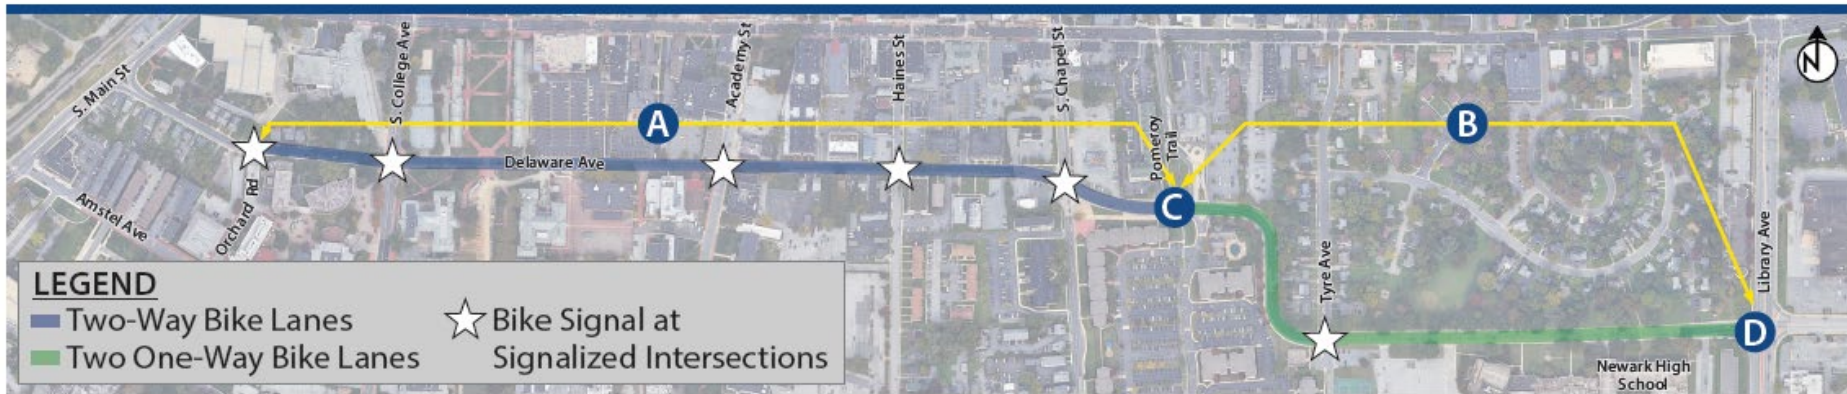 S. Main St
S. College Ave
Academy St
Haines St
S. Chapel St
N
A
B
Pomeroy
Trail
Delaware Ave
C
Amstel Ave
Orchard Rd
Tyre Ave
Library Ave
D
Newark High
School
LEGEND
Two-Way Bike Lanes
Two One-Way Bike Lanes
Bike Signal at
Signalized Intersections